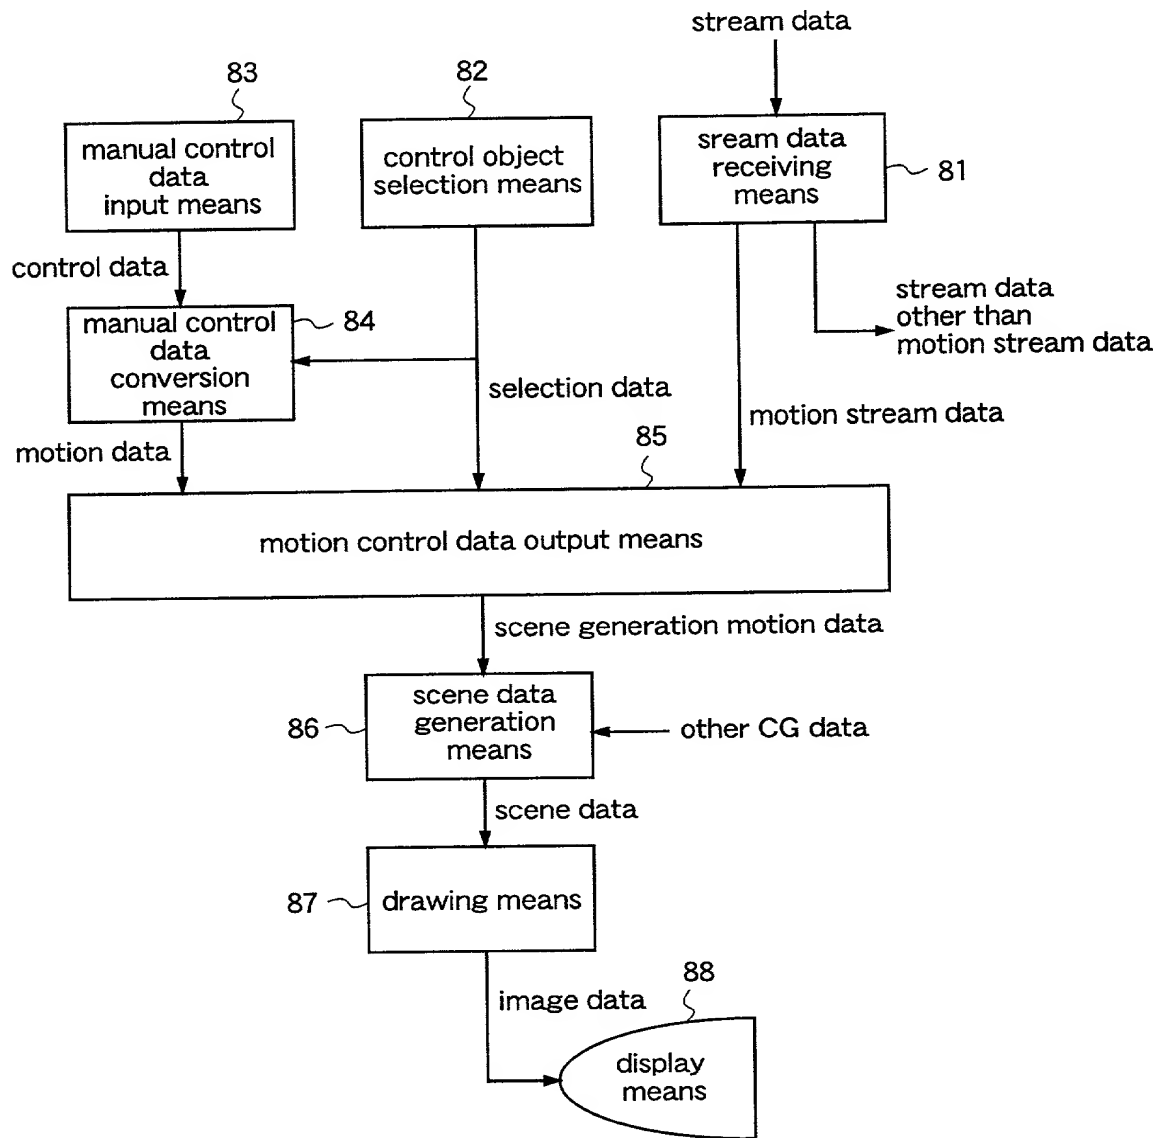 stream data
83
82
manual control
data
input means
control object
selection means
sream data
receiving
means
81
control data
manual control
data
conversion
means
84
stream data
other than
motion stream data
selection data
motion data
motion stream data
85
motion control data output means
scene generation motion data
86
scene data
generation
means
other CG data
scene data
87
drawing means
image data
88
display
means